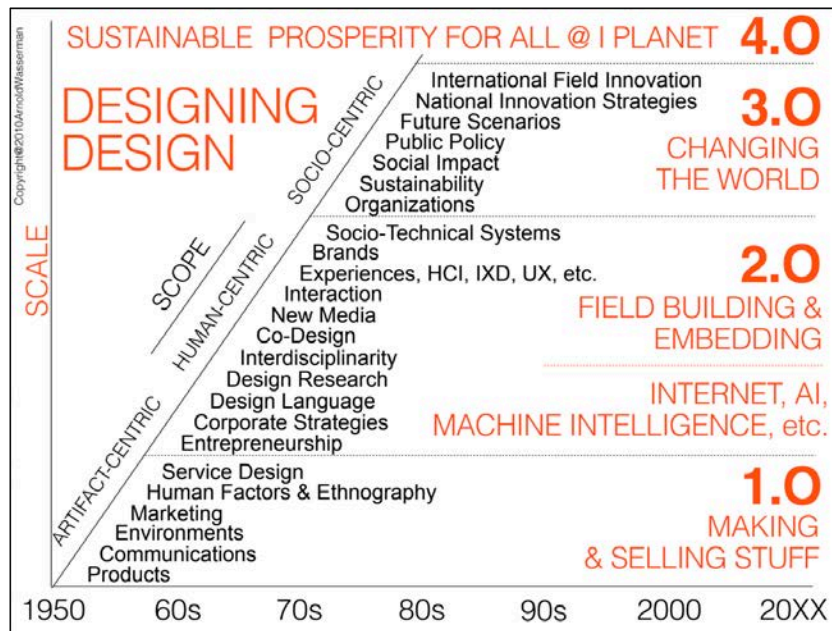 Copyright@2010ArnoldWasserman
SUSTAINABLE PROSPERITY FOR ALL @ I PLANET 4.0
DESIGNING
DESIGN
SCALE
SCOPE
SOCIO-CENTRIC
HUMAN-CENTRIC
ARTIFACT-CENTRIC
International Field Innovation
National Innovation Strategies
Future Scenarios
Public Policy
Social Impact
Sustainability
Organizations
3.0
CHANGING
THE WORLD
Socio-Technical Systems
Brands
Experiences, HCI, IXD, UX, etc.
Interaction
New Media
Co-Design
Interdisciplinarity
Design Research
Design Language
Corporate Strategies
Entrepreneurship
2.0
FIELD BUILDING &
EMBEDDING
INTERNET, AI,
MACHINE INTELLIGENCE, etc.
Service Design
Human Factors & Ethnography
Marketing
Environments
Communications
Products
1.0
MAKING
& SELLING STUFF
1950 60s 70s 80s 90s 2000 20XX